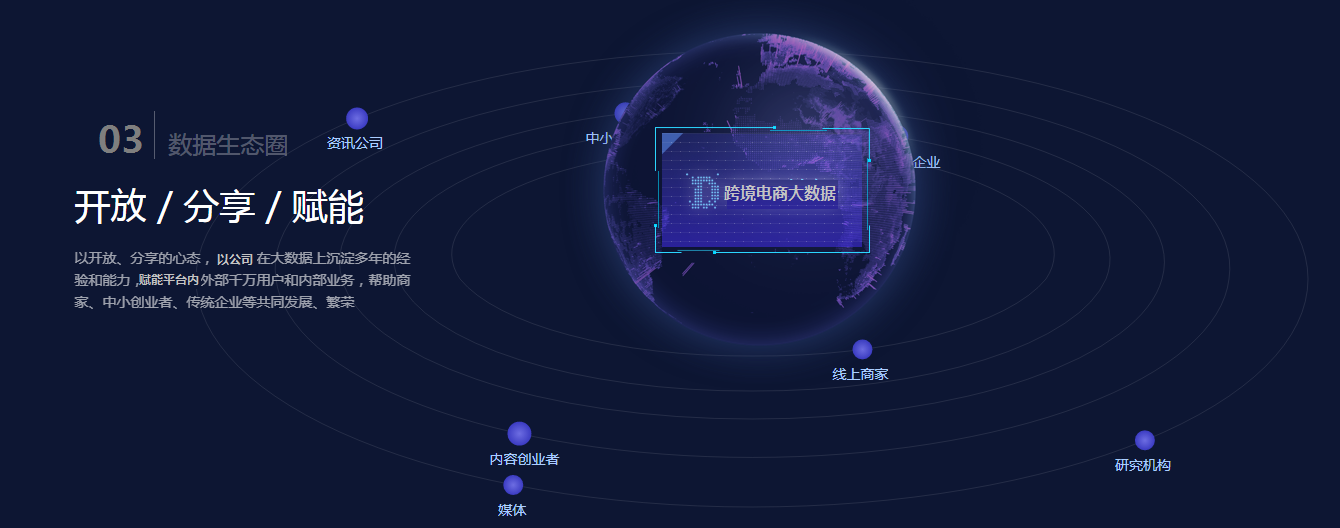 03
数据生态圈
开放 / 分享 / 赋能
以开放、分享的心态，以公司 在大数据上沉淀多年的经
验和能力,赋能平台内外部千万用户和内部业务，帮助商
家、中小创业者、传统企业等共同发展、繁荣
资讯公司
中小
跨境电商大数据
企业
线上商家
内容创业者
媒体
研究机构